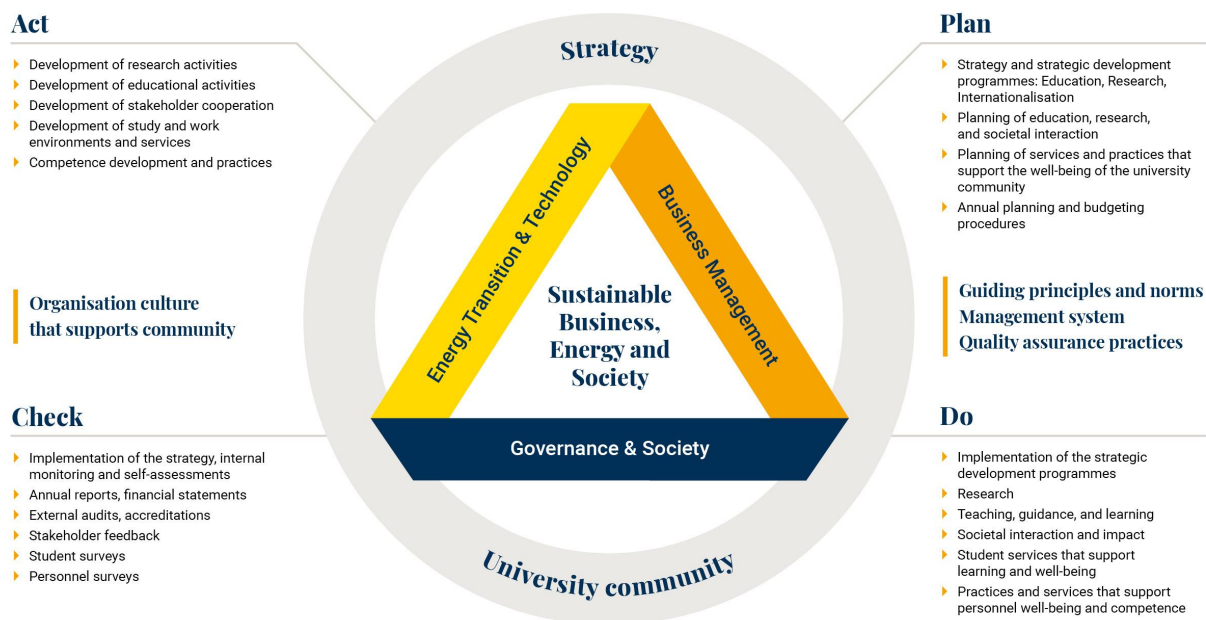 Act
Development of research activities
Development of educational activities
Development of stakeholder cooperation
Development of study and work
environments and services
Competence development and practices
Organisation culture
that supports community
Check
Implementation of the strategy, internal
monitoring and self-assessments
Annual reports, financial statements
External audits, accreditations
Stakeholder feedback
Student surveys
Personnel surveys
Strategy
Energy Transition & Technology
Business Management
Sustainable
Business,
Energy and
Society
Governance & Society
University community
Plan
Strategy and strategic development
programmes: Education, Research,
Internationalisation
Planning of education, research,
and societal interaction
Planning of services and practices that
support the well-being of the university
community
Annual planning and budgeting
procedures
Guiding principles and norms
Management system
Quality assurance practices
Do
Implementation of the strategic
development programmes
Research
Teaching, guidance, and learning
Societal interaction and impact
Student services that support
learning and well-being
Practices and services that support
personnel well-being and competence